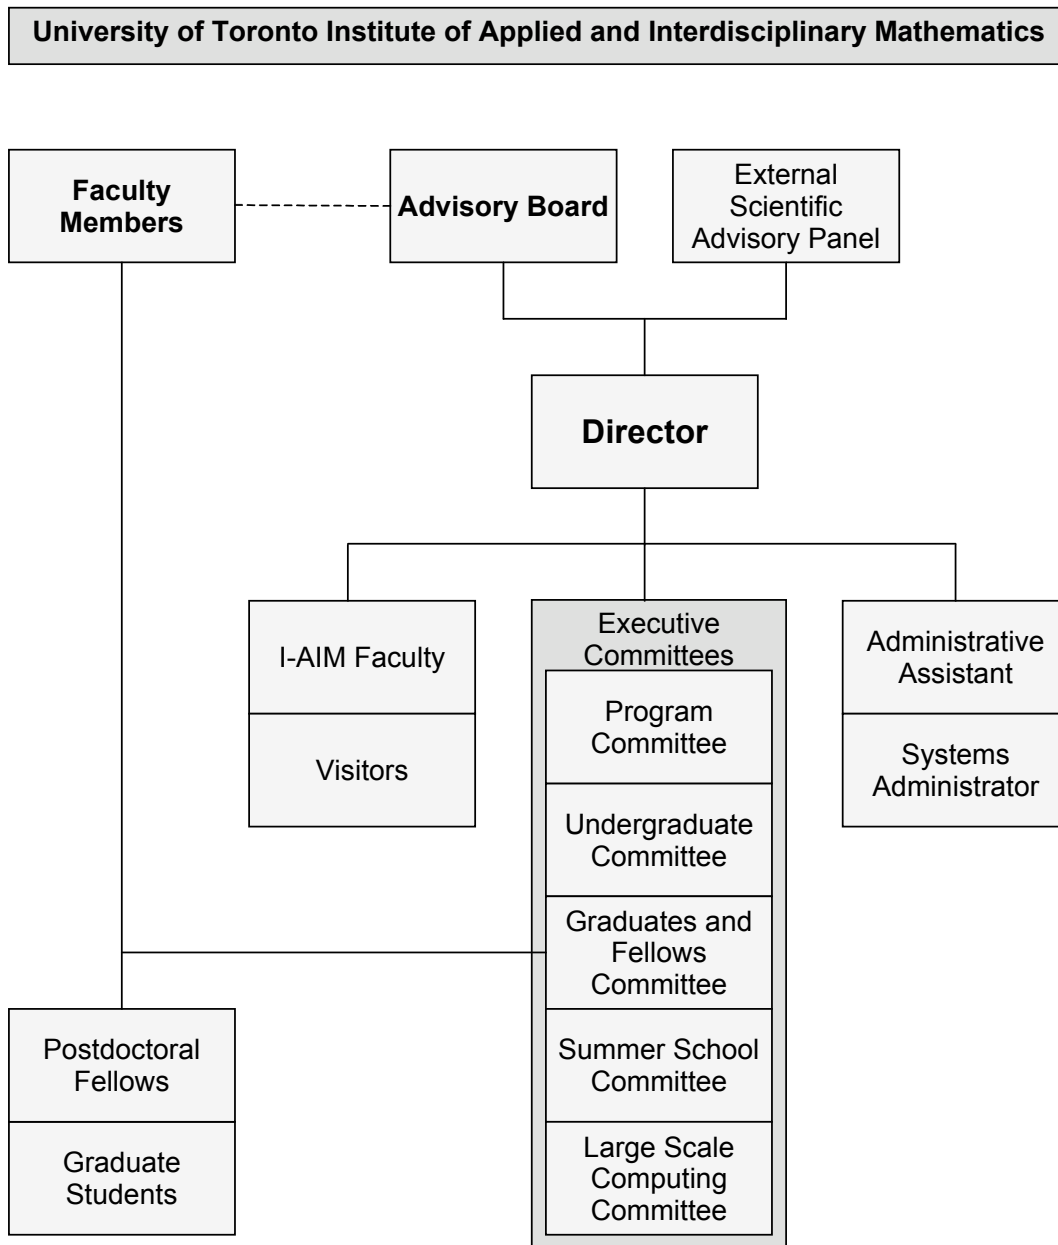 University of Toronto Institute of Applied and Interdisciplinary Mathematics
Faculty
Members
Advisory Board
External
Scientific
Advisory Panel
Director
I-AIM Faculty
Visitors
Executive
Committees
Program
Committee
Undergraduate
Committee
Graduates and
Fellows
Committee
Summer School
Committee
Large Scale
Computing
Committee
Administrative
Assistant
Systems
Administrator
Postdoctoral
Fellows
Graduate
Students